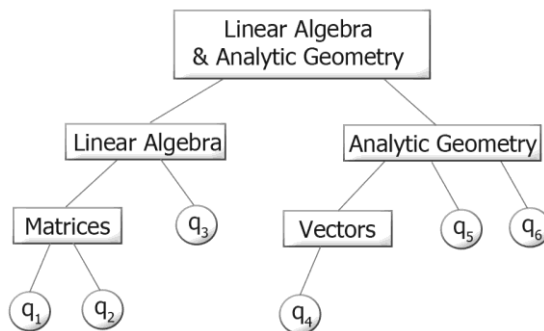 Linear Algebra
& Analytic Geometry
Linear Algebra
Analytic Geometry
Matrices
q3
Vectors
q5
q6
q1
q2
q4